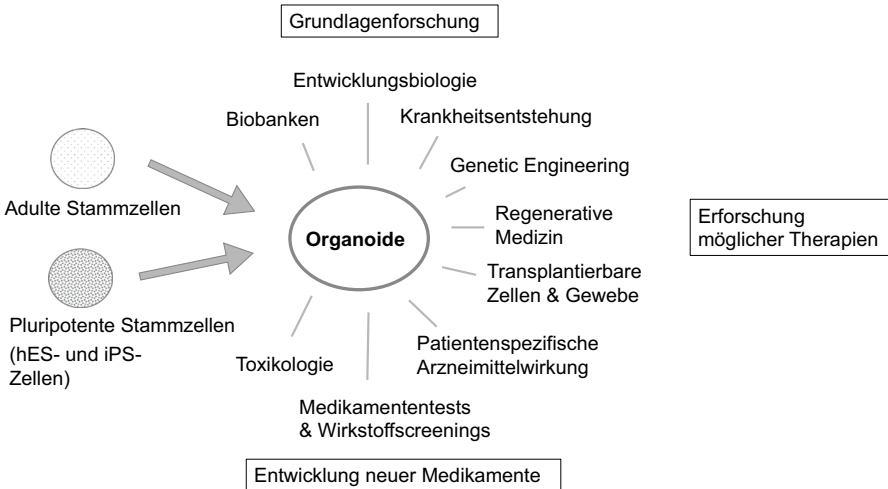 Grundlagenforschung
Entwicklungsbiologie
Biobanken
Krankheitsentstehung
Genetic Engineering
Adulte Stammzellen
Regenerative
Medizin
Erforschung
möglicher Therapien
Organoide
Transplantierbare
Zellen & Gewebe
Pluripotente Stammzellen
(hES- und iPS-
Zellen)
Toxikologie
Patientenspezifische
Arzneimittelwirkung
Medikamententests
& Wirkstoffscreenings
Entwicklung neuer Medikamente